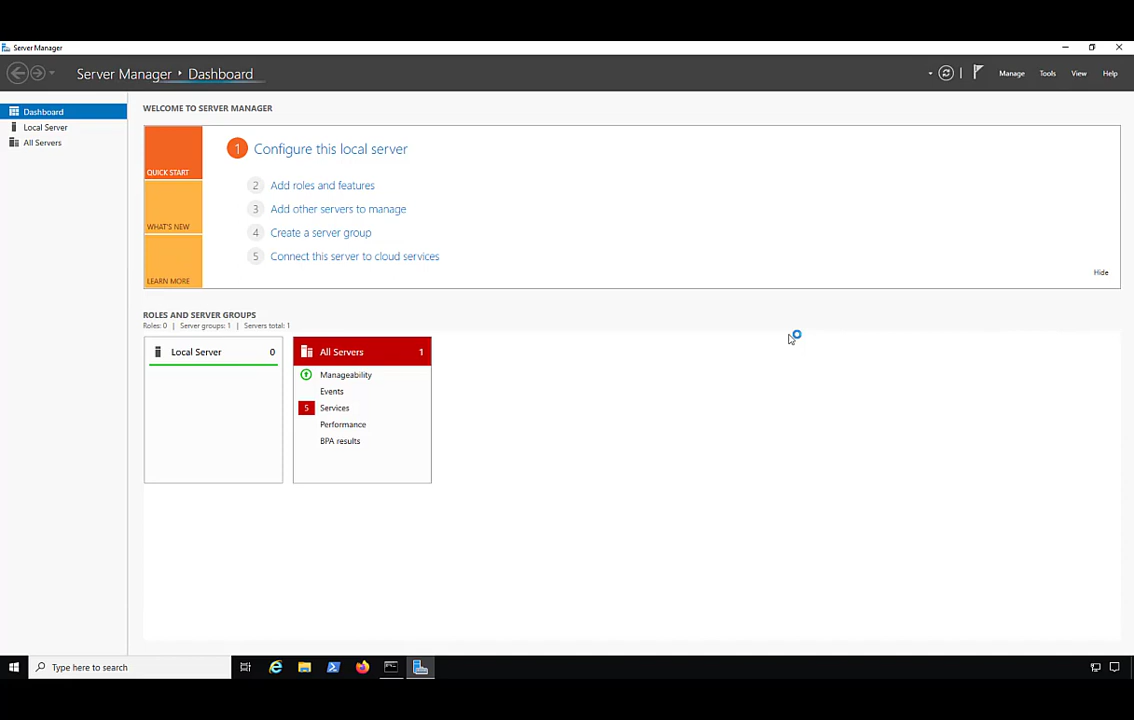 Server Manager
Server Manager ‣ Dashboard
Manage Tools View Help
Dashboard
Local Server
All Servers
WELCOME TO SERVER MANAGER
QUICK START
WHAT'S NEW
LEARN MORE
1 Configure this local server
2 Add roles and features
3 Add other servers to manage
4 Create a server group
5 Connect this server to cloud services
Hide
ROLES AND SERVER GROUPS
Roles: 0 | Server groups: 1 | Servers total: 1
Local Server 0
All Servers 1
Manageability
Events
5 Services
Performance
BPA results
Type here to search